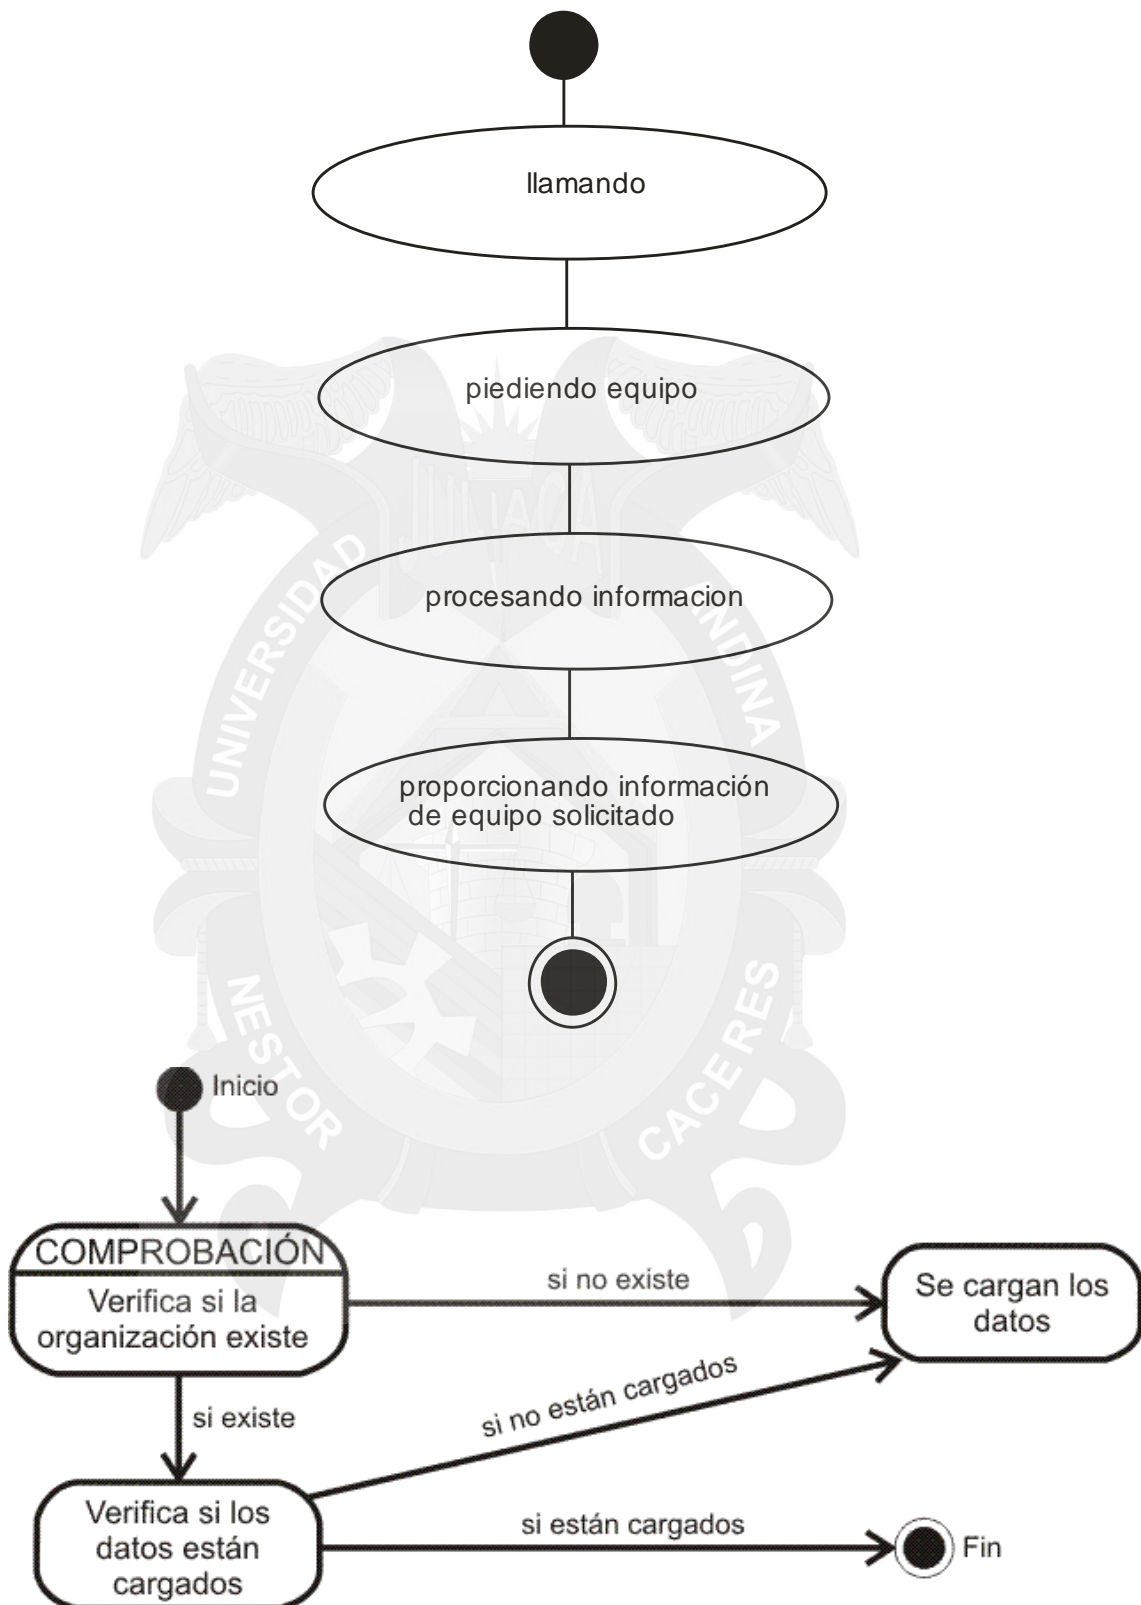 llamando
piediendo equipo
procesando informacion
proporcionando información
de equipo solicitado
JULIACA
UNIVERSIDAD
ANDINA
NESTOR
CACERES
Inicio
COMPROBACIÓN
Verifica si la
organización existe
si no existe
Se cargan los
datos
si no están cargados
si existe
Verifica si los
datos están
cargados
si están cargados
Fin